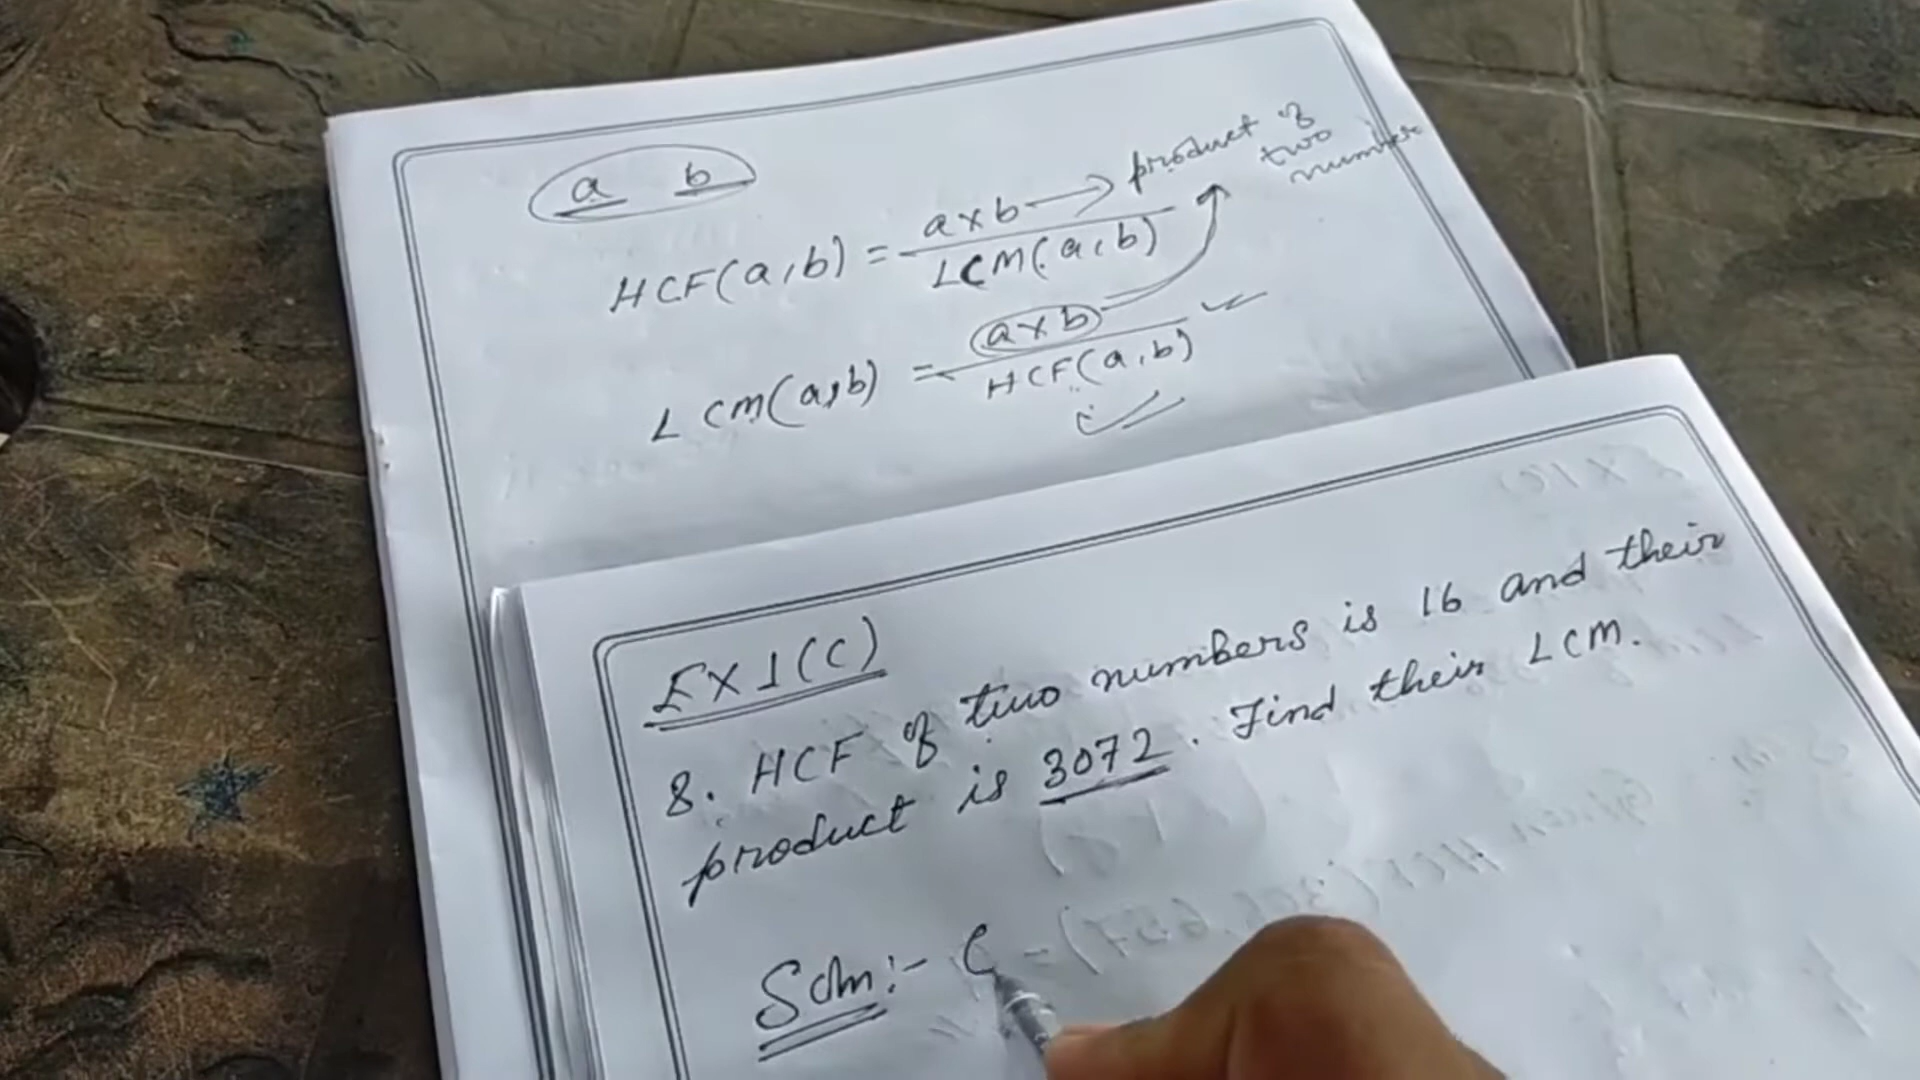 a b
HCF(a,b) = a×b → product of two number
LCM(a,b)
LCM(a,b) = a×b
HCF(a,b)
EX 1(C)
8. HCF of two numbers is 16 and their
product is 3072. Find their LCM.
Soln:-